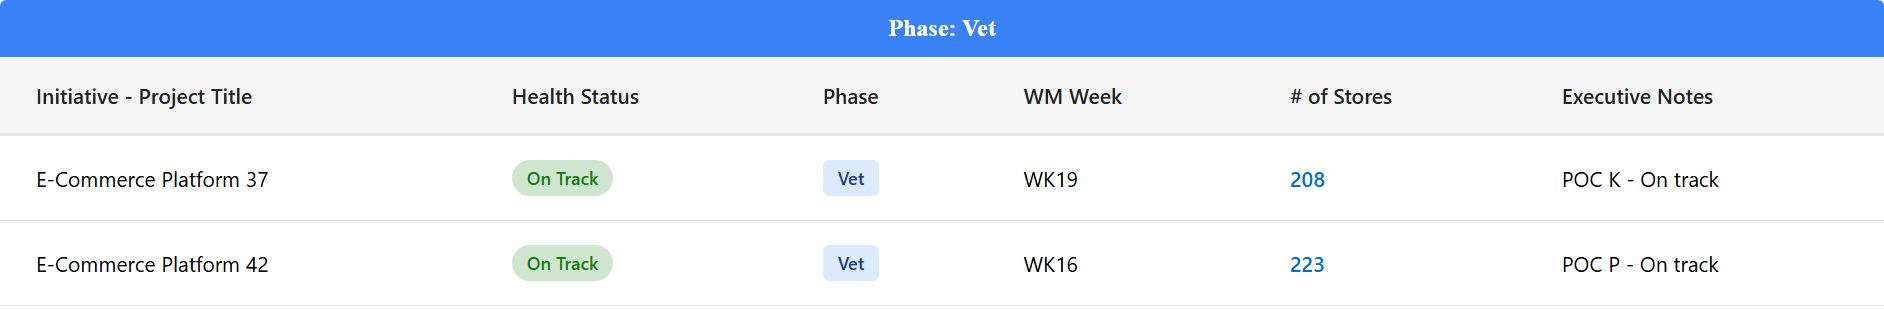 Phase: Vet
Initiative - Project Title Health Status Phase WM Week # of Stores Executive Notes
E-Commerce Platform 37 On Track Vet WK19 208 POC K - On track
E-Commerce Platform 42 On Track Vet WK16 223 POC P - On track